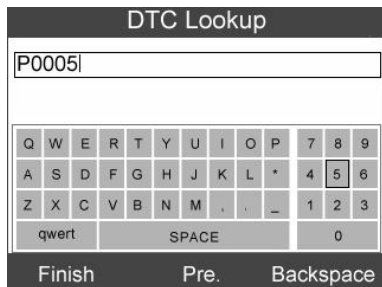 DTC Lookup
P0005
Q W E R T Y U I O P 7 8 9
A S D F G H J K L * 4 5 6
Z X C V B N M , . _ 1 2 3
qwert SPACE 0
Finish Pre. Backspace